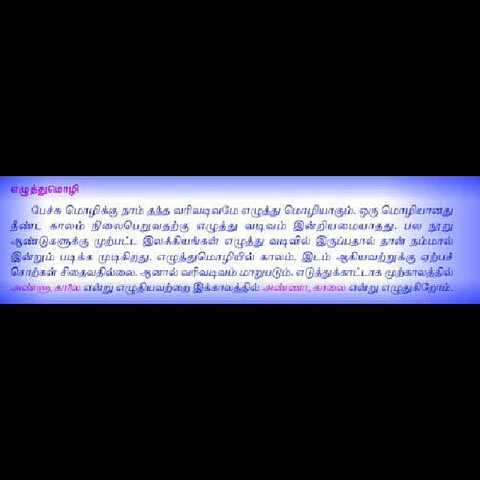 எழுத்துமொழி
பேச்சு மொழிக்கு நாம் தந்த வரிவடிவமே எழுத்து மொழியாகும். ஒரு மொழியானது
நீண்ட காலம் நிலைபெறுவதற்கு எழுத்து வடிவம் இன்றியமையாதது. பல நூறு
ஆண்டுகளுக்கு முற்பட்ட இலக்கியங்கள் எழுத்து வடிவில் இருப்பதால் தான் நம்மால்
இன்றும் படிக்க முடிகிறது. எழுத்துமொழியில் காலம், இடம் ஆகியவற்றுக்கு ஏற்பச்
சொற்கள் சிதைவதில்லை. ஆனால் வரிவடிவம் மாறுபடும். எடுத்துக்காட்டாக முற்காலத்தில்
என்று எழுதியவற்றை இக்காலத்தில் அண்ணா, காலை என்று எழுதுகிறோம்.